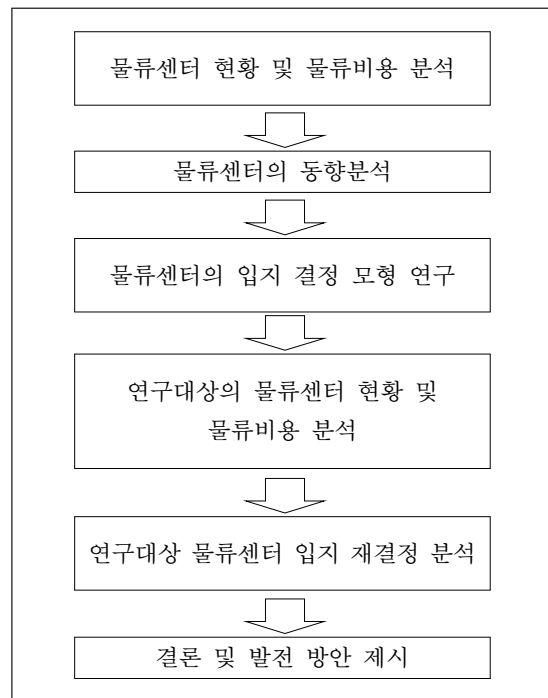 물류센터 현황 및 물류비용 분석
물류센터의 동향분석
물류센터의 입지 결정 모형 연구
연구대상의 물류센터 현황 및
물류비용 분석
연구대상 물류센터 입지 재결정 분석
결론 및 발전 방안 제시